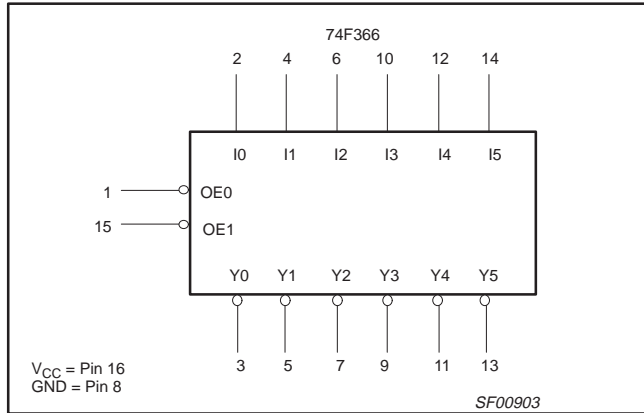 74F366
2 4 6 10 12 14
I0 I1 I2 I3 I4 I5
1 OE0
15 OE1
Y0 Y1 Y2 Y3 Y4 Y5
3 5 7 9 11 13
VCC = Pin 16
GND = Pin 8
SF00903